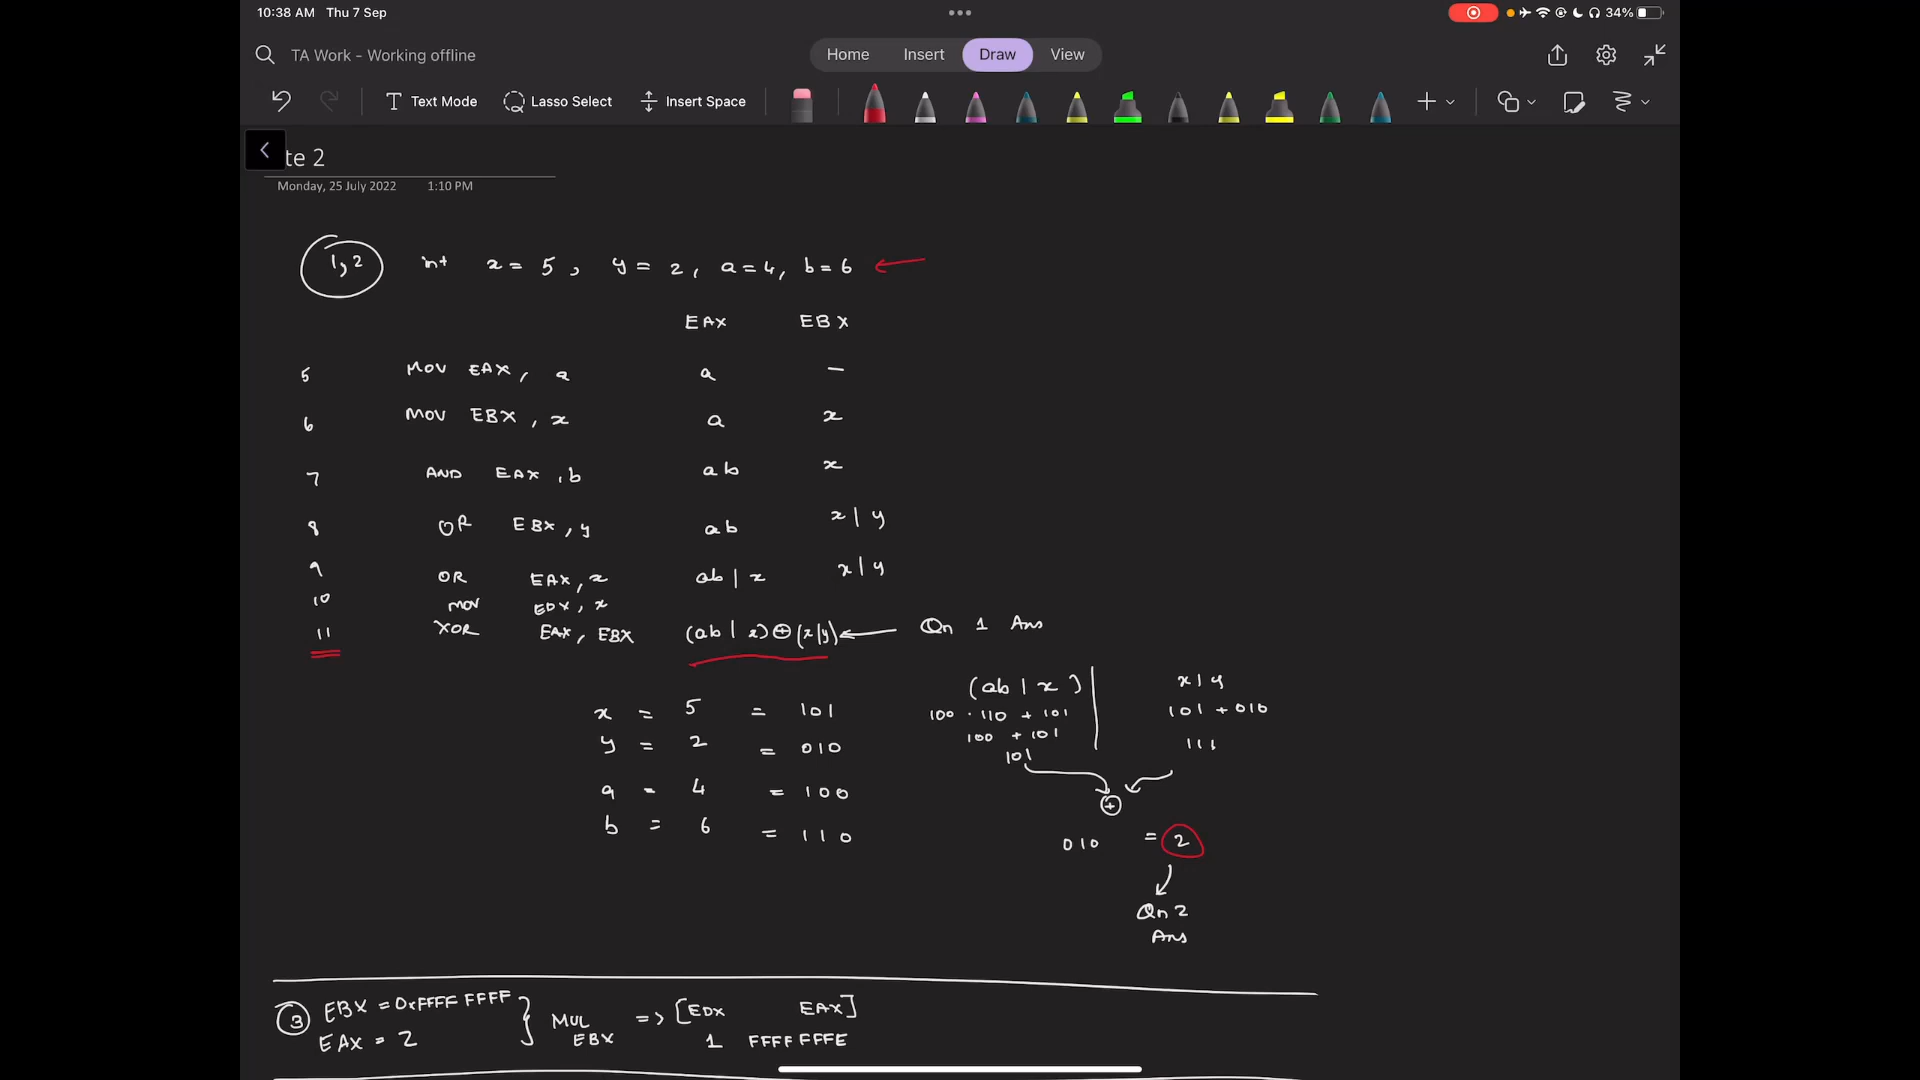 10:38 AM Thu 7 Sep
34%
TA Work - Working offline
Home Insert Draw View
Text Mode Lasso Select Insert Space
te 2
Monday, 25 July 2022 1:10 PM
1,2 int x = 5, y = 2, a=4, b=6
EAX EBX
5 MOV EAX, a a —
6 MOV EBX, x a x
7 AND EAX, b ab x
8 OR EBX, y ab x|y
9 OR EAX, x ab|x x|y
10 MOV EDX, x
11 XOR EAX, EBX (ab|x)⊕(x|y) Qn 1 Ans
x = 5 = 101
y = 2 = 010
a = 4 = 100
b = 6 = 110
(ab|x)
100 · 110 + 101
100 + 101
101
x|y
101 + 010
111
⊕
010 = 2
Qn 2
Ans
3 EBX = 0xFFFF FFFF
EAX = 2
MUL EBX => [EDX EAX]
1 FFFF FFFE